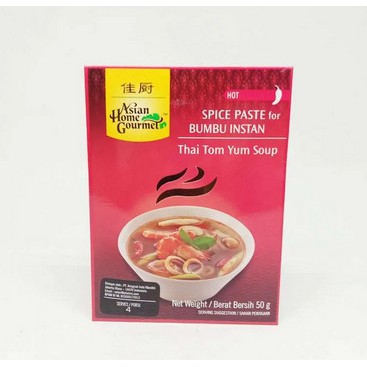 佳厨
Asian
Home
Gourmet
HOT
SPICE PASTE for
BUMBU INSTAN
Thai Tom Yum Soup
SERVES / PORSI
4
Net Weight / Berat Bersih 50 g
SERVING SUGGESTION / SARAN PENYAJIAN